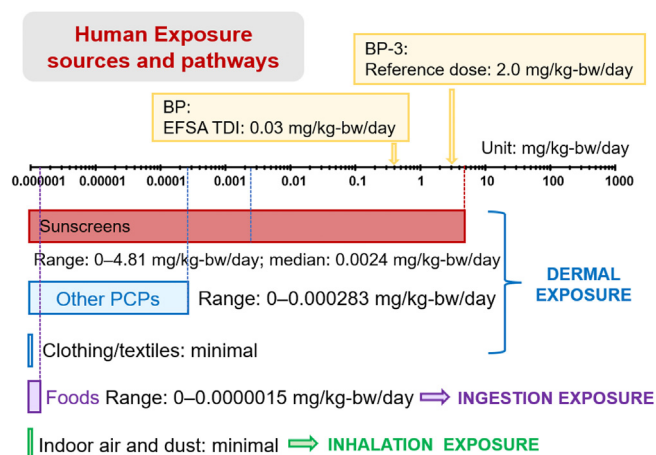 Human Exposure
sources and pathways
BP-3:
Reference dose: 2.0 mg/kg-bw/day
BP:
EFSA TDI: 0.03 mg/kg-bw/day
Unit: mg/kg-bw/day
0.000001 0.00001 0.0001 0.001 0.01 0.1 1 10 100 1000
Sunscreens
Range: 0–4.81 mg/kg-bw/day; median: 0.0024 mg/kg-bw/day
DERMAL
EXPOSURE
Other PCPs Range: 0–0.000283 mg/kg-bw/day
Clothing/textiles: minimal
Foods Range: 0–0.0000015 mg/kg-bw/day INGESTION EXPOSURE
Indoor air and dust: minimal INHALATION EXPOSURE